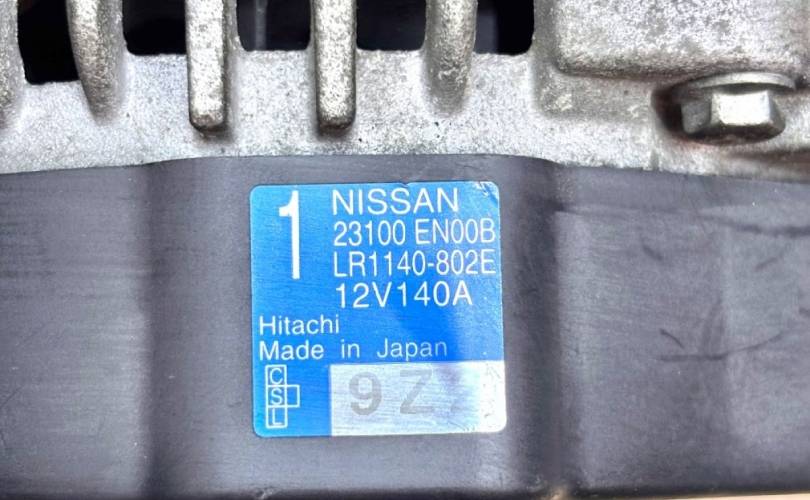 1
NISSAN
23100 EN00B
LR1140-802E
12V140A
Hitachi
Made in Japan
C
S
L
9Z